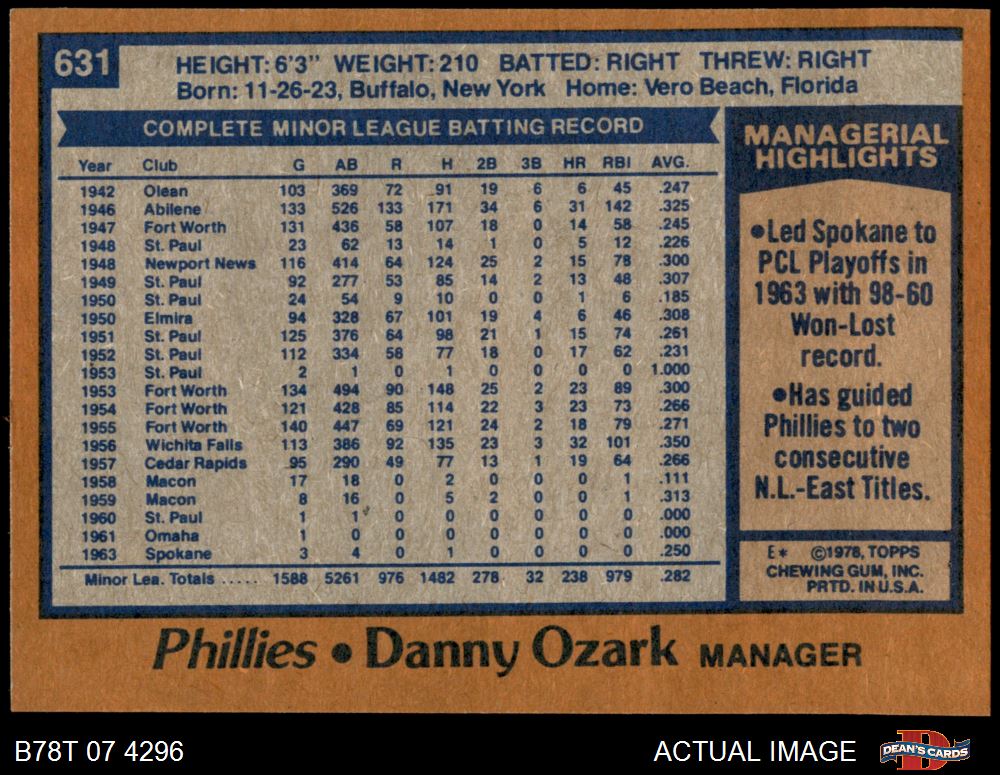 631
HEIGHT: 6'3" WEIGHT: 210 BATTED: RIGHT THREW: RIGHT
Born: 11-26-23, Buffalo, New York Home: Vero Beach, Florida
COMPLETE MINOR LEAGUE BATTING RECORD
Year Club G AB R H 2B 3B HR RBI AVG.
1942 Olean 103 369 72 91 19 6 6 45 .247
1946 Abilene 133 526 133 171 34 6 31 142 .325
1947 Fort Worth 131 436 58 107 18 0 14 58 .245
1948 St. Paul 23 62 13 14 1 0 5 12 .226
1948 Newport News 116 414 64 124 25 2 15 78 .300
1949 St. Paul 92 277 53 85 14 2 13 48 .307
1950 St. Paul 24 54 9 10 0 0 1 6 .185
1950 Elmira 94 328 67 101 19 4 6 46 .308
1951 St. Paul 125 376 64 98 21 1 15 74 .261
1952 St. Paul 112 334 58 77 18 0 17 62 .231
1953 St. Paul 2 1 0 1 0 0 0 0 1.000
1953 Fort Worth 134 494 90 148 25 2 23 89 .300
1954 Fort Worth 121 428 85 114 22 3 23 73 .266
1955 Fort Worth 140 447 69 121 24 2 18 79 .271
1956 Wichita Falls 113 386 92 135 23 3 32 101 .350
1957 Cedar Rapids 95 290 49 77 13 1 19 64 .266
1958 Macon 17 18 0 2 0 0 0 1 .111
1959 Macon 8 16 0 5 2 0 0 1 .313
1960 St. Paul 1 1 0 0 0 0 0 0 .000
1961 Omaha 1 0 0 0 0 0 0 0 .000
1963 Spokane 3 4 0 1 0 0 0 0 .250
Minor Lea. Totals ..... 1588 5261 976 1482 278 32 238 979 .282
MANAGERIAL
HIGHLIGHTS
●Led Spokane to
PCL Playoffs in
1963 with 98-60
Won-Lost
record.
●Has guided
Phillies to two
consecutive
N.L.-East Titles.
E* ©1978, TOPPS
CHEWING GUM, INC.
PRTD. IN U.S.A.
Phillies ● Danny Ozark MANAGER
B78T 07 4296 ACTUAL IMAGE DEAN'S CARDS